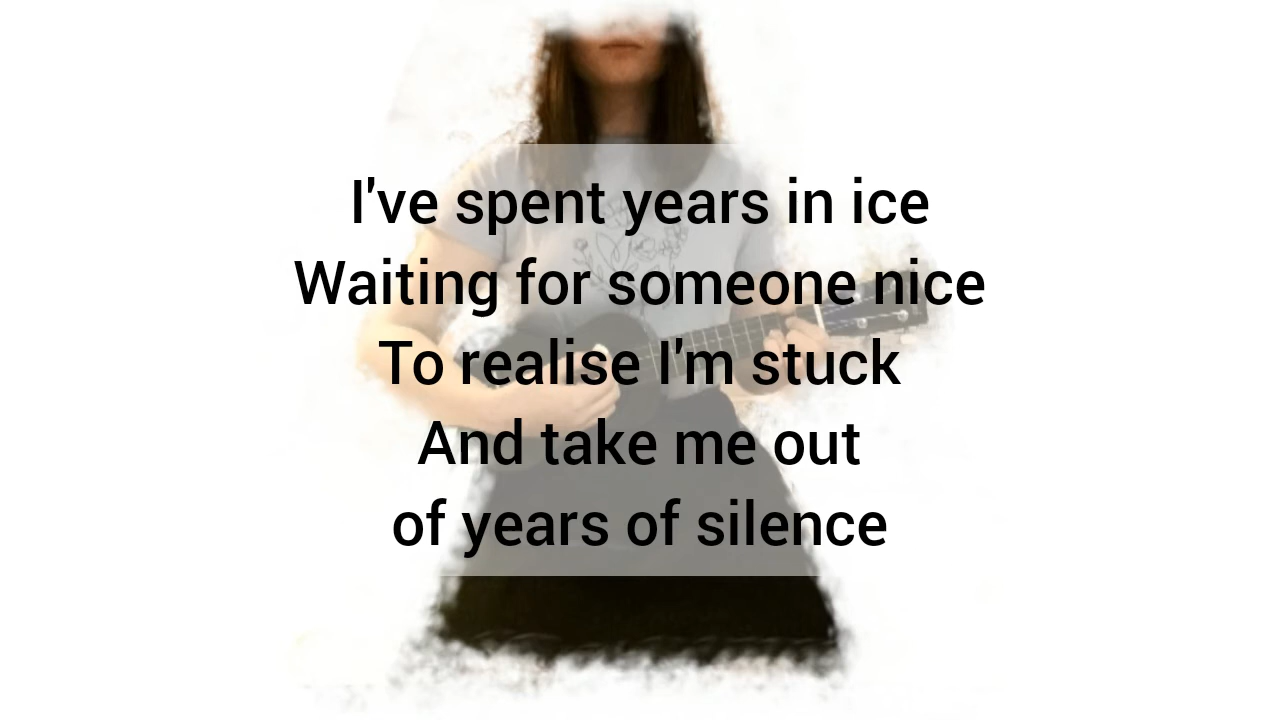 I've spent years in ice
Waiting for someone nice
To realise I'm stuck
And take me out
of years of silence